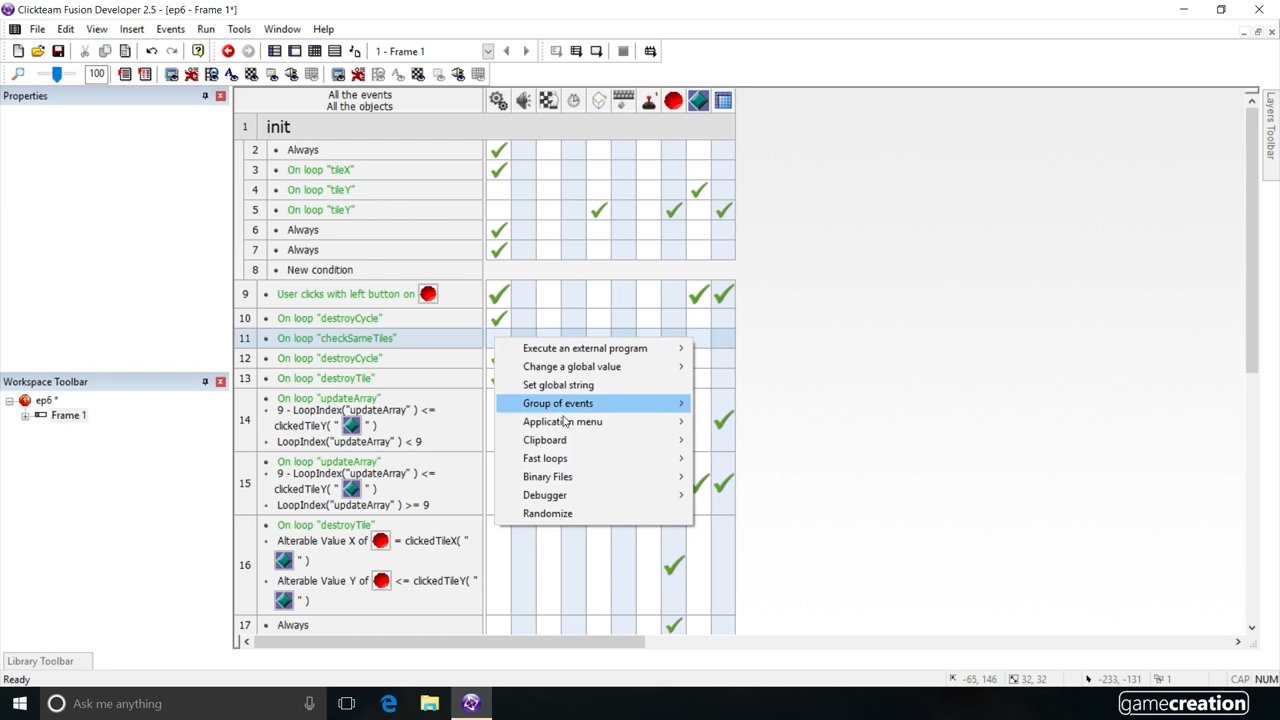 Clickteam Fusion Developer 2.5 - [ep6 - Frame 1*]
File Edit View Insert Events Run Tools Window Help
1 - Frame 1
100
Properties
All the events
All the objects
1 init
2 Always
3 On loop "tileX"
4 On loop "tileY"
5 On loop "tileY"
6 Always
7 Always
8 New condition
9 User clicks with left button on
10 On loop "destroyCycle"
11 On loop "checkSameTiles"
12 On loop "destroyCycle"
13 On loop "destroyTile"
14 On loop "updateArray"
9 - LoopIndex("updateArray" ) <=
clickedTileY( "
" )
LoopIndex("updateArray" ) < 9
15 On loop "updateArray"
9 - LoopIndex("updateArray" ) <=
clickedTileY( "
" )
LoopIndex("updateArray" ) >= 9
16 On loop "destroyTile"
Alterable Value X of = clickedTileX( "
" )
Alterable Value Y of <= clickedTileY( "
" )
17 Always
Execute an external program
Change a global value
Set global string
Group of events
Application menu
Clipboard
Fast loops
Binary Files
Debugger
Randomize
Workspace Toolbar
ep6 *
Frame 1
Library Toolbar
Layers Toolbar
Ready
-65, 146 32, 32 -233, -131 1 CAP NUM
Ask me anything
gamecreation